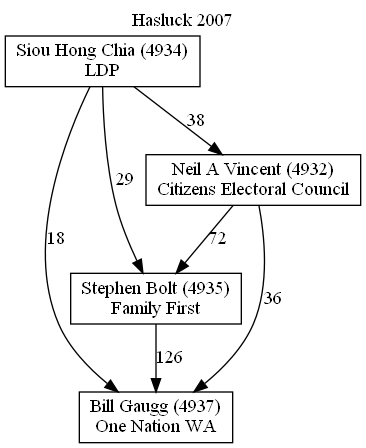 Hasluck 2007
Siou Hong Chia (4934)
LDP
38
Neil A Vincent (4932)
Citizens Electoral Council
29
18
72
Stephen Bolt (4935)
Family First
36
126
Bill Gaugg (4937)
One Nation WA